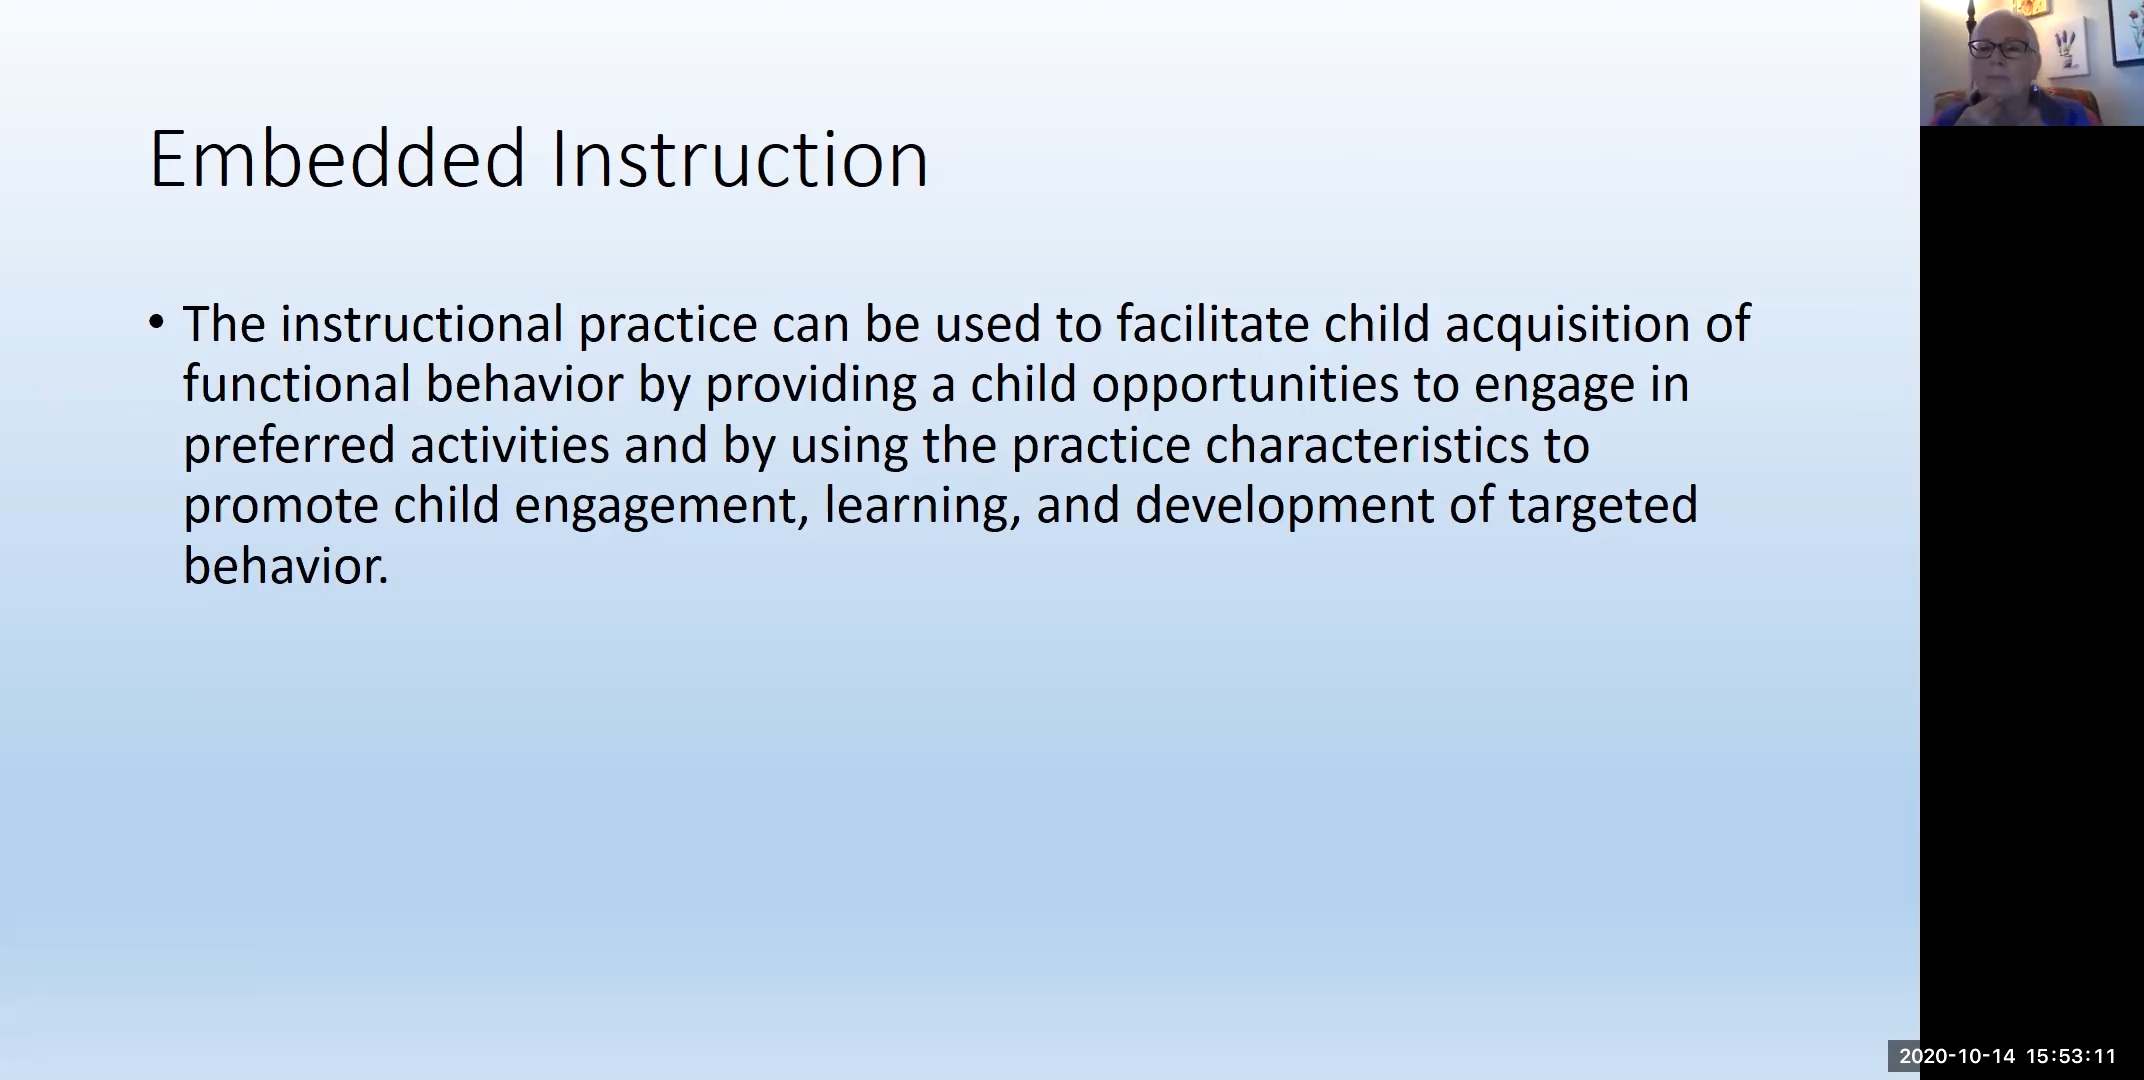 Embedded Instruction
• The instructional practice can be used to facilitate child acquisition of
functional behavior by providing a child opportunities to engage in
preferred activities and by using the practice characteristics to
promote child engagement, learning, and development of targeted
behavior.
2020-10-14 15:53:11